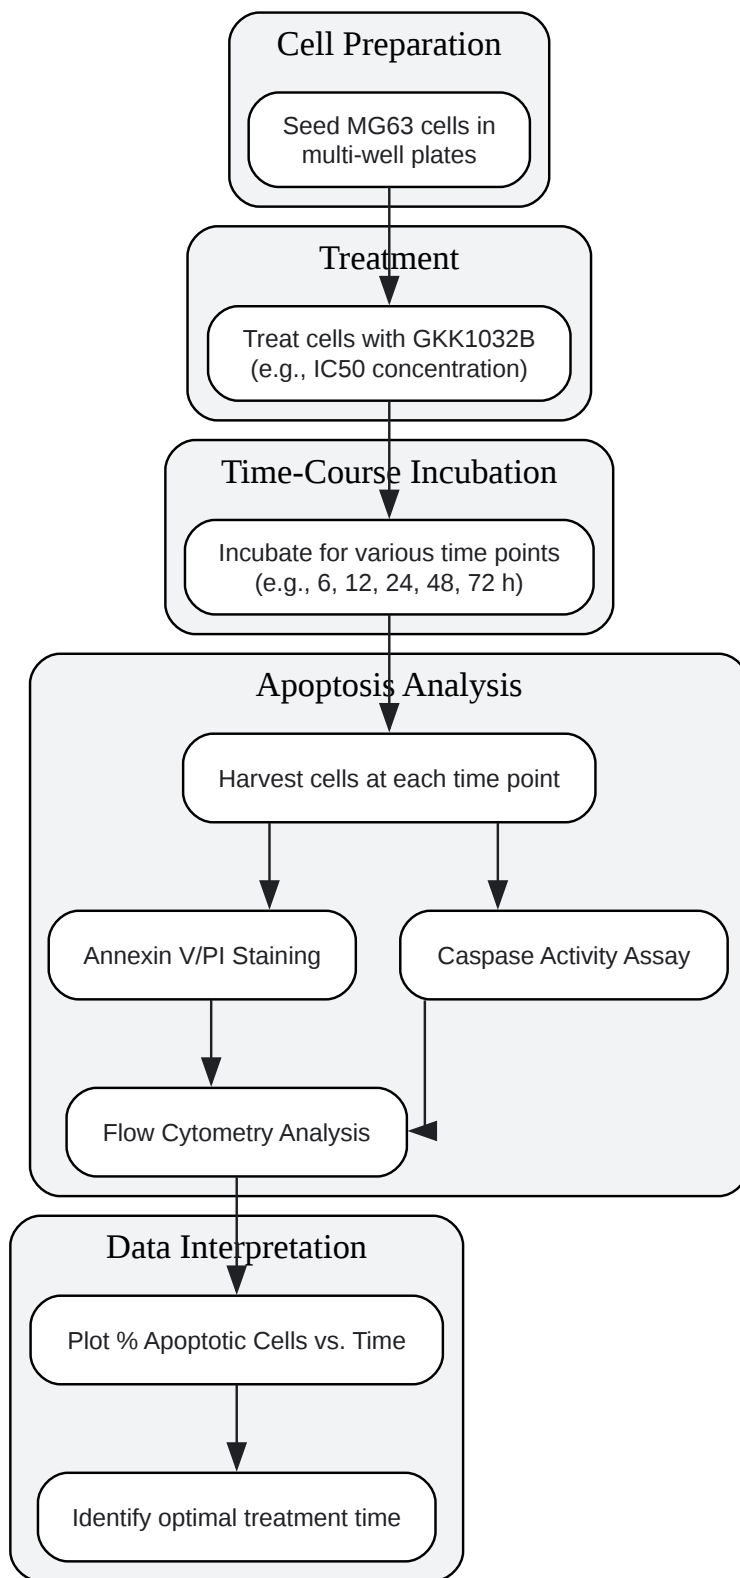 Cell Preparation
Seed MG63 cells in
multi-well plates
Treatment
Treat cells with GKK1032B
(e.g., IC50 concentration)
Time-Course Incubation
Incubate for various time points
(e.g., 6, 12, 24, 48, 72 h)
Apoptosis Analysis
Harvest cells at each time point
Annexin V/PI Staining
Caspase Activity Assay
Flow Cytometry Analysis
Data Interpretation
Plot % Apoptotic Cells vs. Time
Identify optimal treatment time